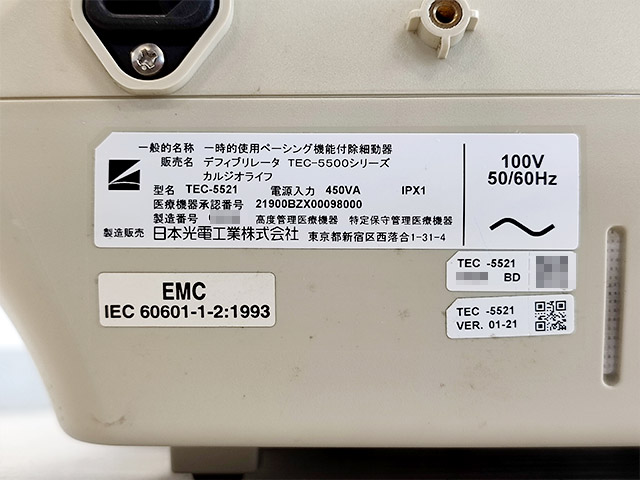 一般的名称 一時的使用ペーシング機能付除細動器
販売名 デフィブリレータ TEC-5500シリーズ
カルジオライフ
型名 TEC-5521 電源入力 450VA IPX1
医療機器承認番号 21900BZX00098000
製造番号 高度管理医療機器 特定保守管理医療機器
製造販売 日本光電工業株式会社 東京都新宿区西落合1-31-4
100V
50/60Hz
TEC -5521
BD
EMC
IEC 60601-1-2:1993
TEC -5521
VER. 01-21